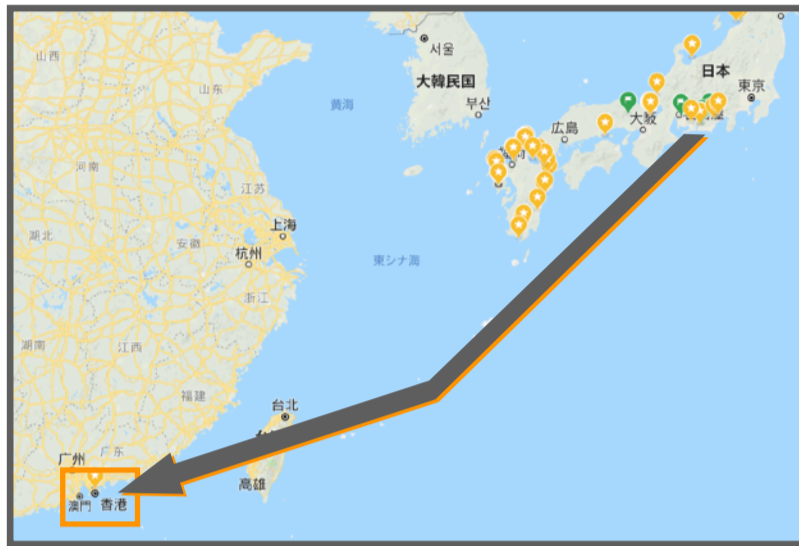 山西
서울
日本
大韓民国
山东
東京
부산
黄海
広島
大阪
河南
江苏
上海
湖北
安徽
杭州
東シナ海
浙江
湖南
江西
福建
台北
广州
广东
高雄
澳門
香港